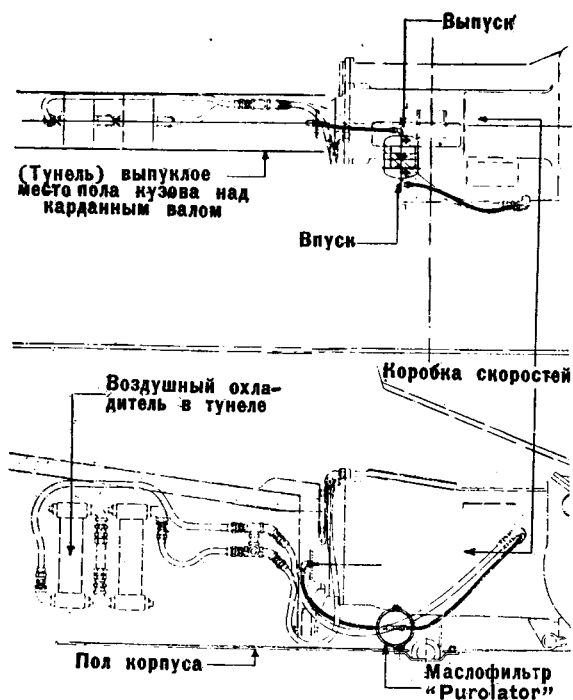 Выпуск
(Тунель) выпуклое
место пола кузова над
карданным валом
Впуск
Коробка скоростей
Воздушный охла-
дитель в тунеле
Пол корпуса
Маслофильтр
"Purolator"